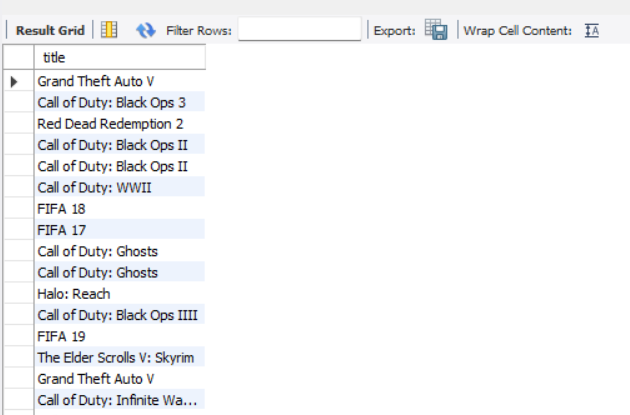 Result Grid Filter Rows: Export: Wrap Cell Content: IA
title
Grand Theft Auto V
Call of Duty: Black Ops 3
Red Dead Redemption 2
Call of Duty: Black Ops II
Call of Duty: Black Ops II
Call of Duty: WWII
FIFA 18
FIFA 17
Call of Duty: Ghosts
Call of Duty: Ghosts
Halo: Reach
Call of Duty: Black Ops IIII
FIFA 19
The Elder Scrolls V: Skyrim
Grand Theft Auto V
Call of Duty: Infinite Wa...